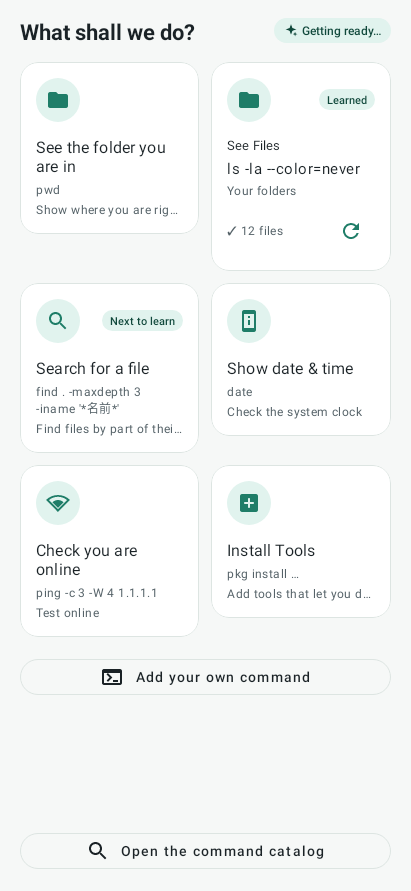 What shall we do?
Getting ready...
See the folder you
are in
pwd
Show where you are rig...
Learned
See Files
ls -la --color=never
Your folders
✓ 12 files
Next to learn
Search for a file
find . -maxdepth 3
-iname '*名前*'
Find files by part of thei...
Show date & time
date
Check the system clock
Check you are
online
ping -c 3 -W 4 1.1.1.1
Test online
Install Tools
pkg install …
Add tools that let you d...
Add your own command
Open the command catalog